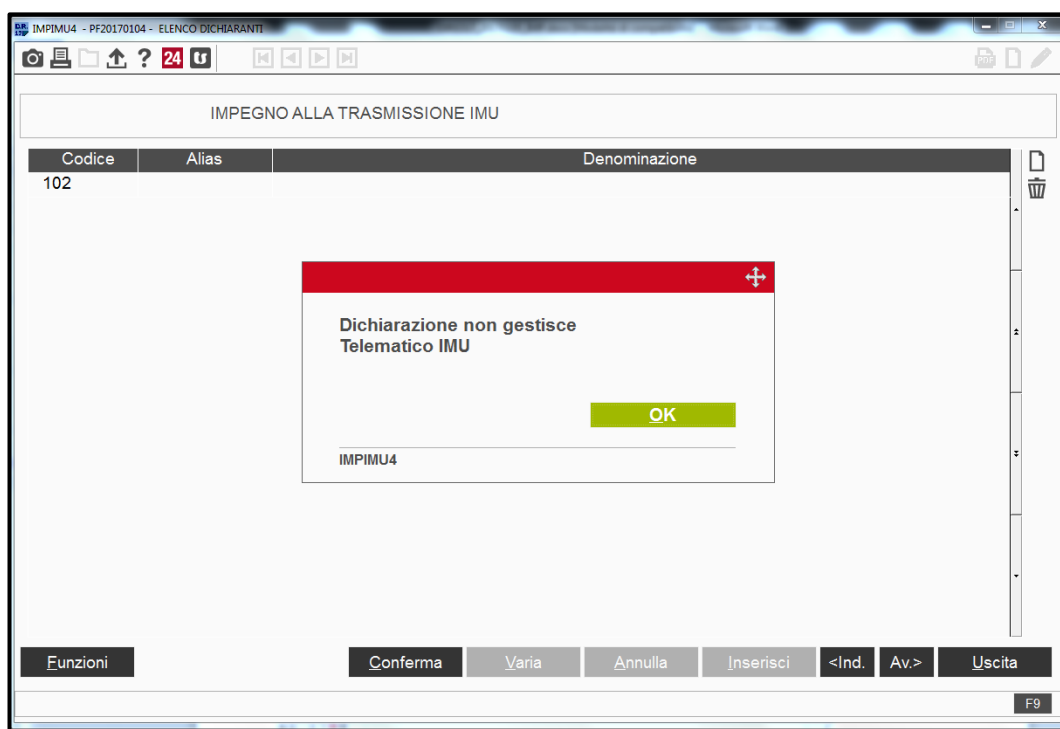 IMPIMU4 - PF20170104 - ELENCO DICHIARANTI
? 24
PDF
IMPEGNO ALLA TRASMISSIONE IMU
Codice Alias Denominazione
102
Dichiarazione non gestisce
Telematico IMU
OK
IMPIMU4
Funzioni Conferma Varia Annulla Inserisci <Ind. Av.> Uscita
F9